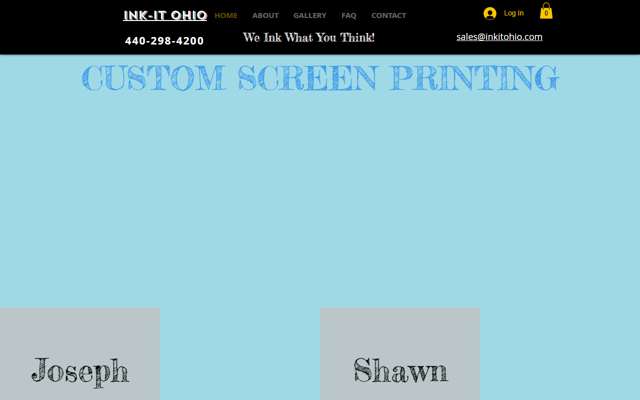 INK-IT OHIO
HOME ABOUT GALLERY FAQ CONTACT
Log In
0
440-298-4200
We Ink What You Think!
sales@inkitohio.com
CUSTOM SCREEN PRINTING
Joseph
Shawn